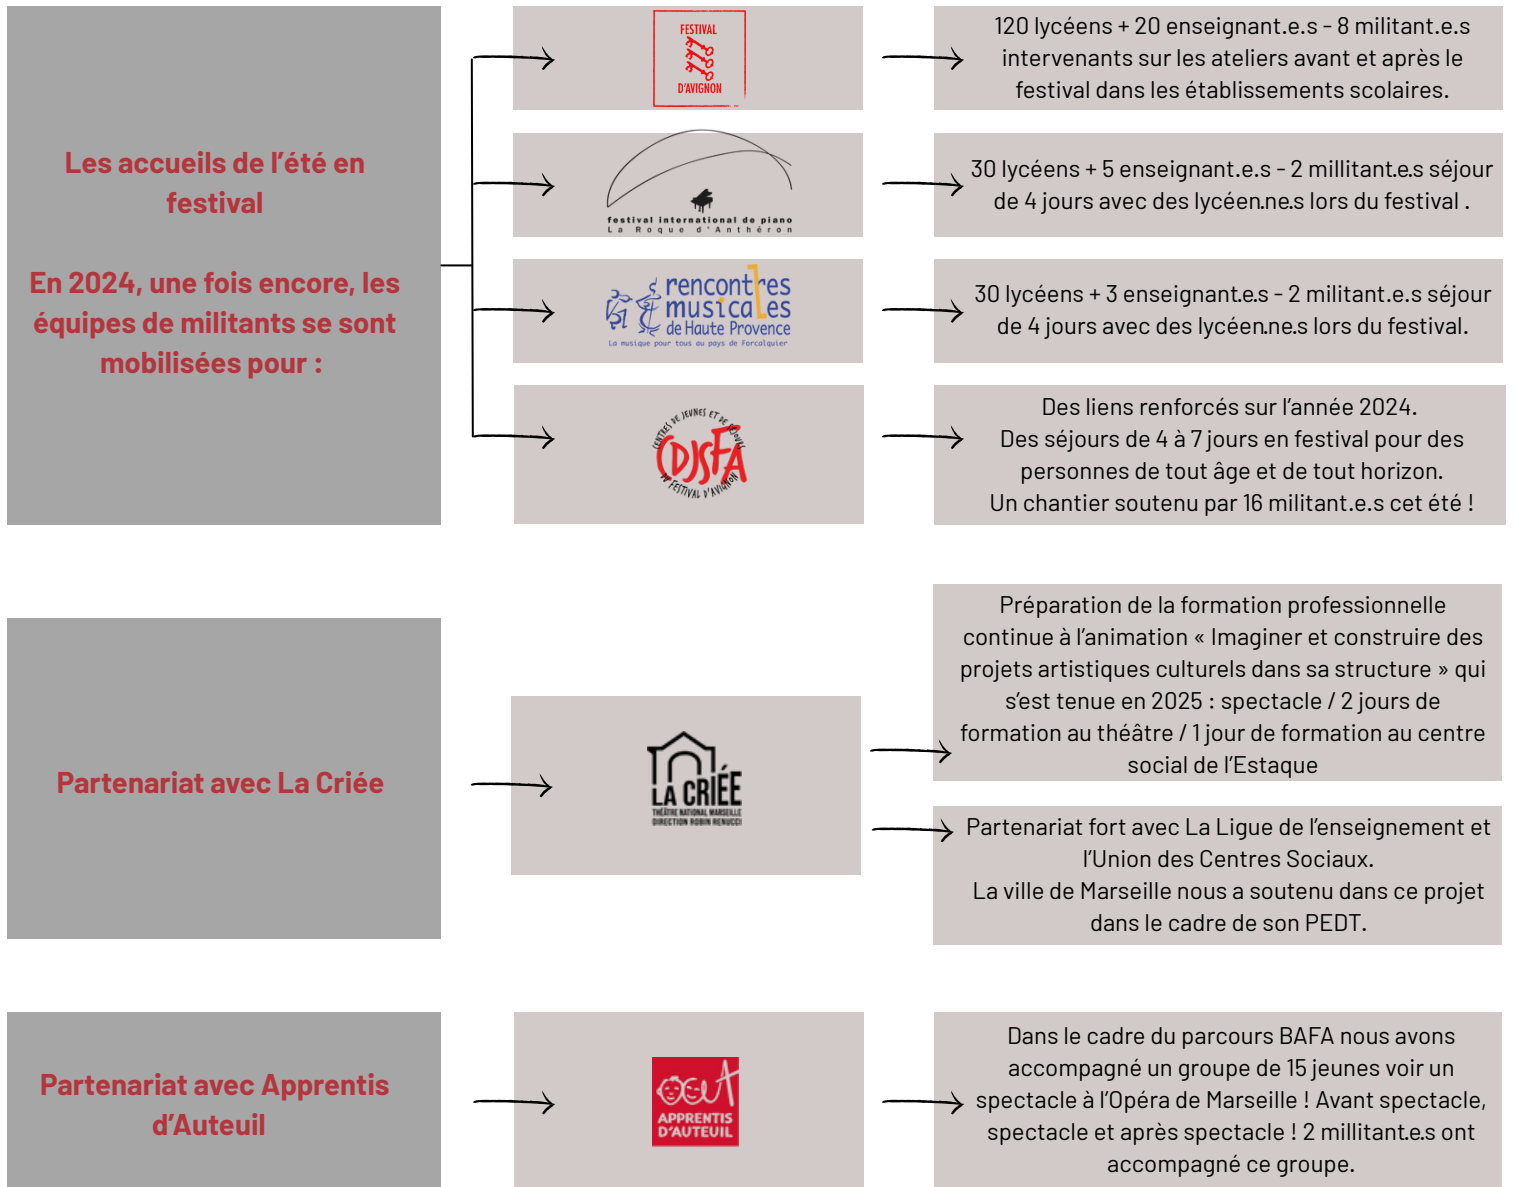 Les accueils de l'été en
festival
En 2024, une fois encore, les
équipes de militants se sont
mobilisées pour :
FESTIVAL
D'AVIGNON
120 lycéens + 20 enseignant.e.s - 8 militant.e.s
intervenants sur les ateliers avant et après le
festival dans les établissements scolaires.
festival international de piano
La Roque d'Anthéron
30 lycéens + 5 enseignant.e.s - 2 millitant.e.s séjour
de 4 jours avec des lycéen.ne.s lors du festival .
rencontres
musicales
de Haute Provence
La musique pour tous au pays de Forcalquier
30 lycéens + 3 enseignant.e.s - 2 militant.e.s séjour
de 4 jours avec des lycéen.ne.s lors du festival.
CENTRES DE JEUNES ET DE SÉJOURS
CDJSFA
DU FESTIVAL D'AVIGNON
Des liens renforcés sur l'année 2024.
Des séjours de 4 à 7 jours en festival pour des
personnes de tout âge et de tout horizon.
Un chantier soutenu par 16 militant.e.s cet été !
Partenariat avec La Criée
LA CRIÉE
THÉÂTRE NATIONAL MARSEILLE
DIRECTION ROBIN RENUCCI
Préparation de la formation professionnelle
continue à l'animation « Imaginer et construire des
projets artistiques culturels dans sa structure » qui
s'est tenue en 2025 : spectacle / 2 jours de
formation au théâtre / 1 jour de formation au centre
social de l'Estaque
Partenariat fort avec La Ligue de l'enseignement et
l'Union des Centres Sociaux.
La ville de Marseille nous a soutenu dans ce projet
dans le cadre de son PEDT.
Partenariat avec Apprentis
d'Auteuil
APPRENTIS
D'AUTEUIL
Dans le cadre du parcours BAFA nous avons
accompagné un groupe de 15 jeunes voir un
spectacle à l'Opéra de Marseille ! Avant spectacle,
spectacle et après spectacle ! 2 millitant.e.s ont
accompagné ce groupe.